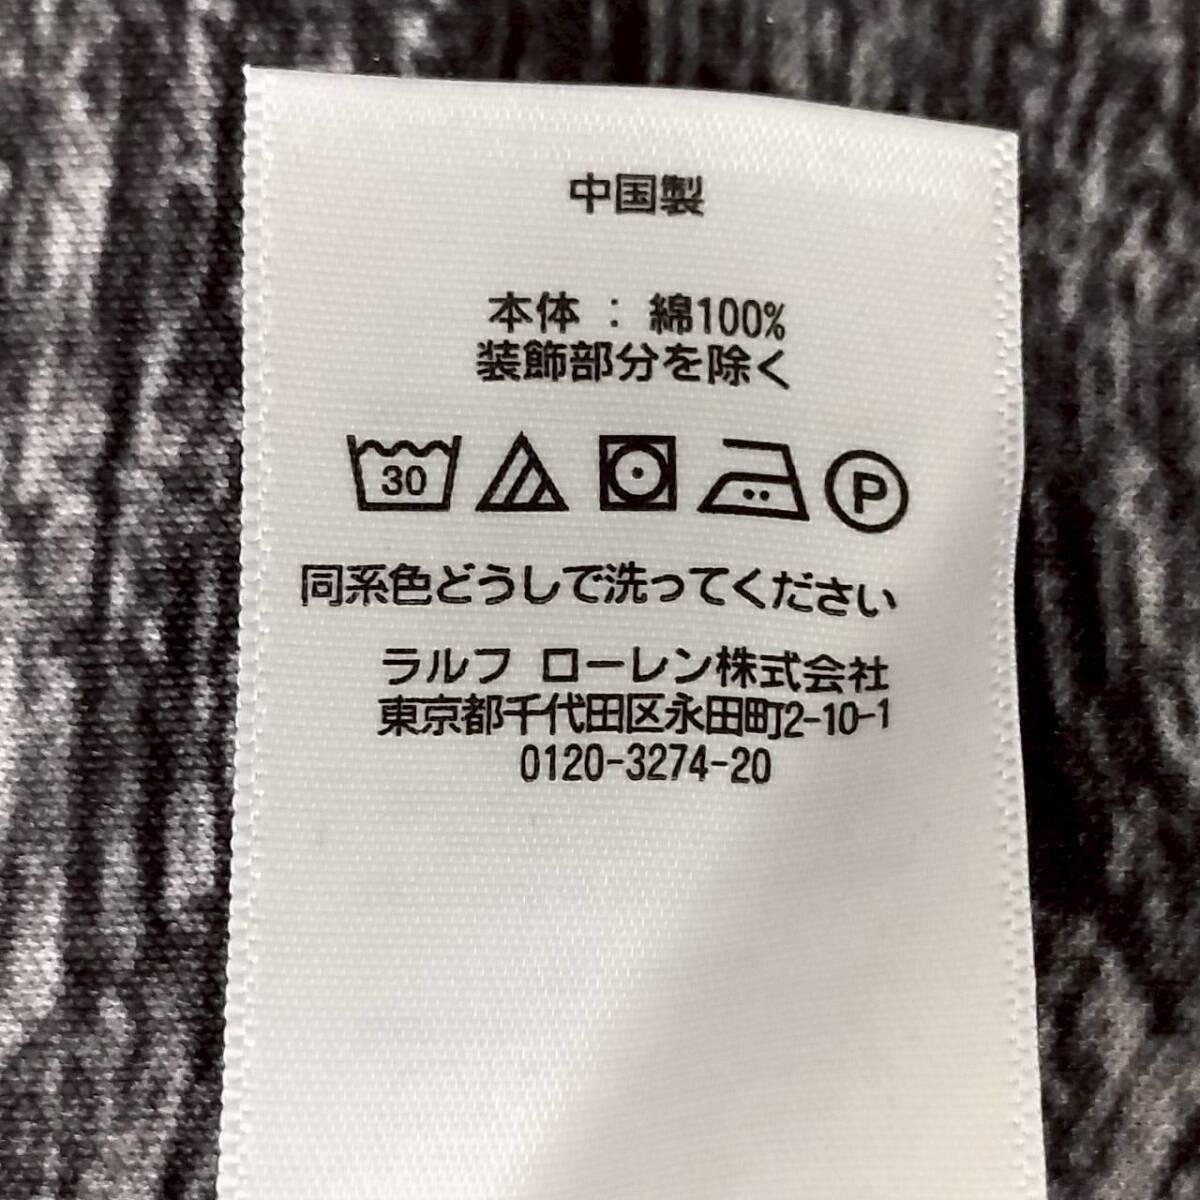 中国製
本体 : 綿100%
装飾部分を除く
30 P
同系色どうしで洗ってください
ラルフ ローレン株式会社
東京都千代田区永田町2-10-1
0120-3274-20